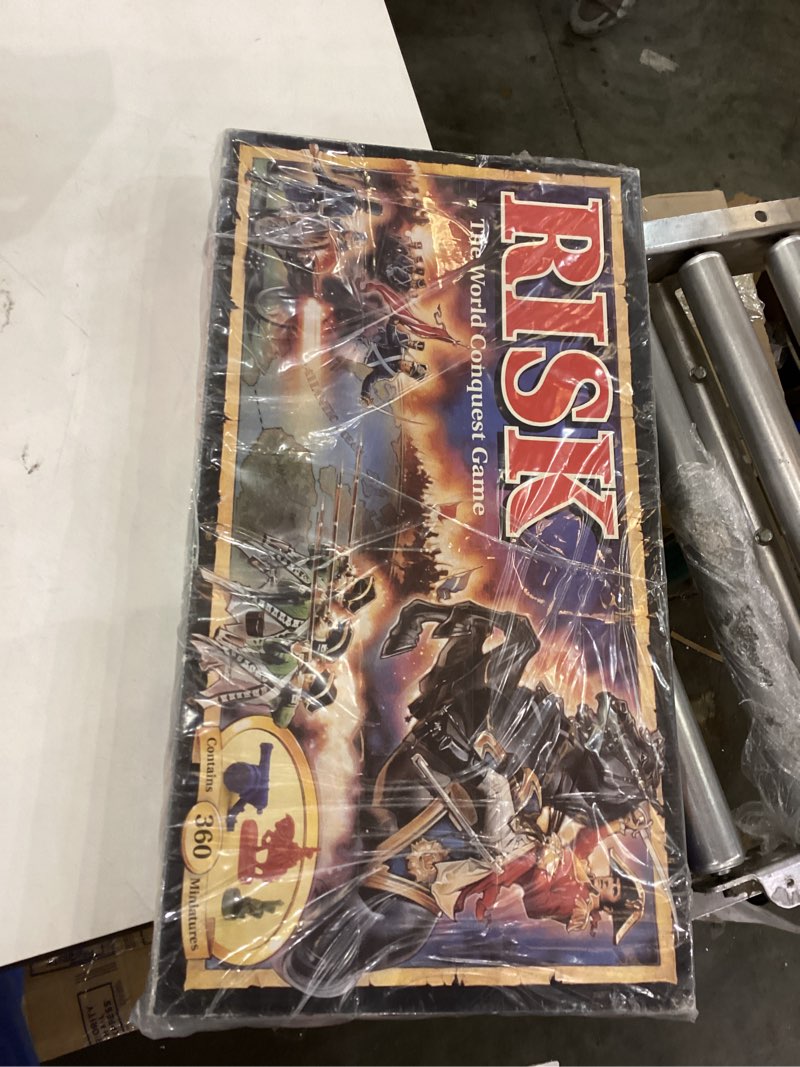 RISK
The World Conquest Game
Contains 360 Miniatures